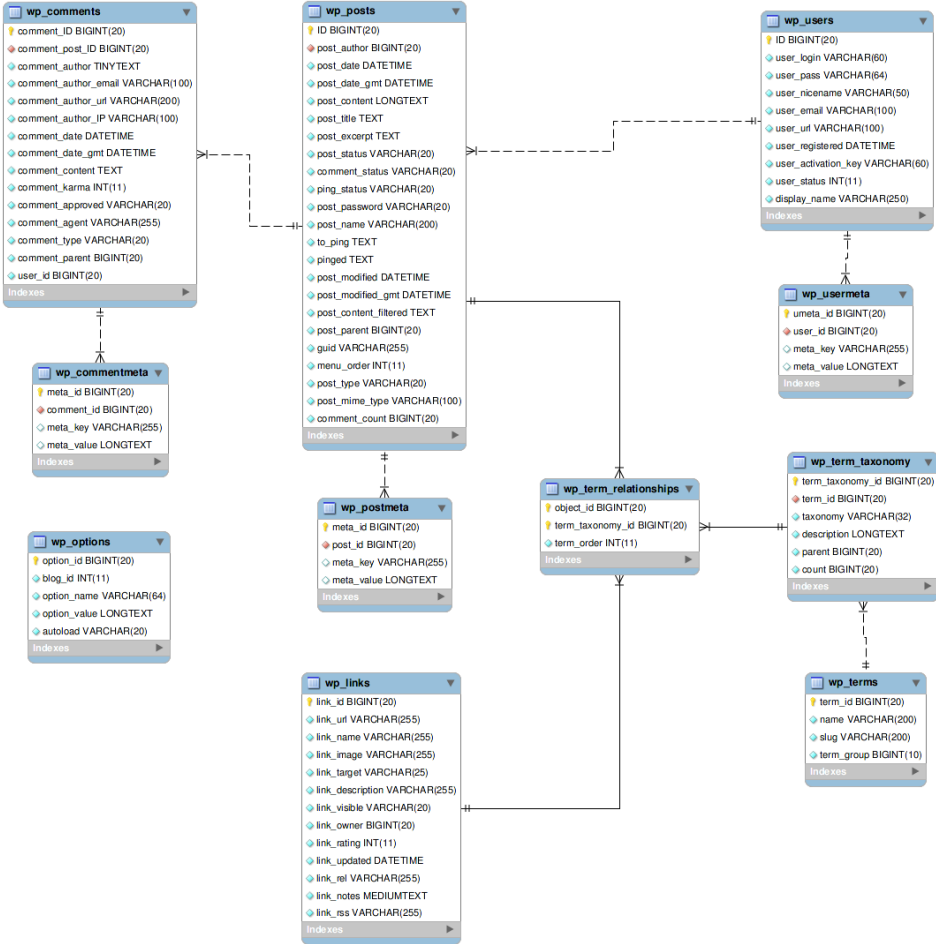 wp_comments
comment_ID BIGINT(20)
comment_post_ID BIGINT(20)
comment_author TINYTEXT
comment_author_email VARCHAR(100)
comment_author_url VARCHAR(200)
comment_author_IP VARCHAR(100)
comment_date DATETIME
comment_date_gmt DATETIME
comment_content TEXT
comment_karma INT(11)
comment_approved VARCHAR(20)
comment_agent VARCHAR(255)
comment_type VARCHAR(20)
comment_parent BIGINT(20)
user_id BIGINT(20)
Indexes
wp_commentmeta
meta_id BIGINT(20)
comment_id BIGINT(20)
meta_key VARCHAR(255)
meta_value LONGTEXT
Indexes
wp_options
option_id BIGINT(20)
blog_id INT(11)
option_name VARCHAR(64)
option_value LONGTEXT
autoload VARCHAR(20)
Indexes
wp_posts
ID BIGINT(20)
post_author BIGINT(20)
post_date DATETIME
post_date_gmt DATETIME
post_content LONGTEXT
post_title TEXT
post_excerpt TEXT
post_status VARCHAR(20)
comment_status VARCHAR(20)
ping_status VARCHAR(20)
post_password VARCHAR(20)
post_name VARCHAR(200)
to_ping TEXT
pinged TEXT
post_modified DATETIME
post_modified_gmt DATETIME
post_content_filtered TEXT
post_parent BIGINT(20)
guid VARCHAR(255)
menu_order INT(11)
post_type VARCHAR(20)
post_mime_type VARCHAR(100)
comment_count BIGINT(20)
Indexes
wp_postmeta
meta_id BIGINT(20)
post_id BIGINT(20)
meta_key VARCHAR(255)
meta_value LONGTEXT
Indexes
wp_links
link_id BIGINT(20)
link_url VARCHAR(255)
link_name VARCHAR(255)
link_image VARCHAR(255)
link_target VARCHAR(25)
link_description VARCHAR(255)
link_visible VARCHAR(20)
link_owner BIGINT(20)
link_rating INT(11)
link_updated DATETIME
link_rel VARCHAR(255)
link_notes MEDIUMTEXT
link_rss VARCHAR(255)
Indexes
wp_term_relationships
object_id BIGINT(20)
term_taxonomy_id BIGINT(20)
term_order INT(11)
Indexes
wp_users
ID BIGINT(20)
user_login VARCHAR(60)
user_pass VARCHAR(64)
user_nicename VARCHAR(50)
user_email VARCHAR(100)
user_url VARCHAR(100)
user_registered DATETIME
user_activation_key VARCHAR(60)
user_status INT(11)
display_name VARCHAR(250)
Indexes
wp_usermeta
umeta_id BIGINT(20)
user_id BIGINT(20)
meta_key VARCHAR(255)
meta_value LONGTEXT
Indexes
wp_term_taxonomy
term_taxonomy_id BIGINT(20)
term_id BIGINT(20)
taxonomy VARCHAR(32)
description LONGTEXT
parent BIGINT(20)
count BIGINT(20)
Indexes
wp_terms
term_id BIGINT(20)
name VARCHAR(200)
slug VARCHAR(200)
term_group BIGINT(10)
Indexes